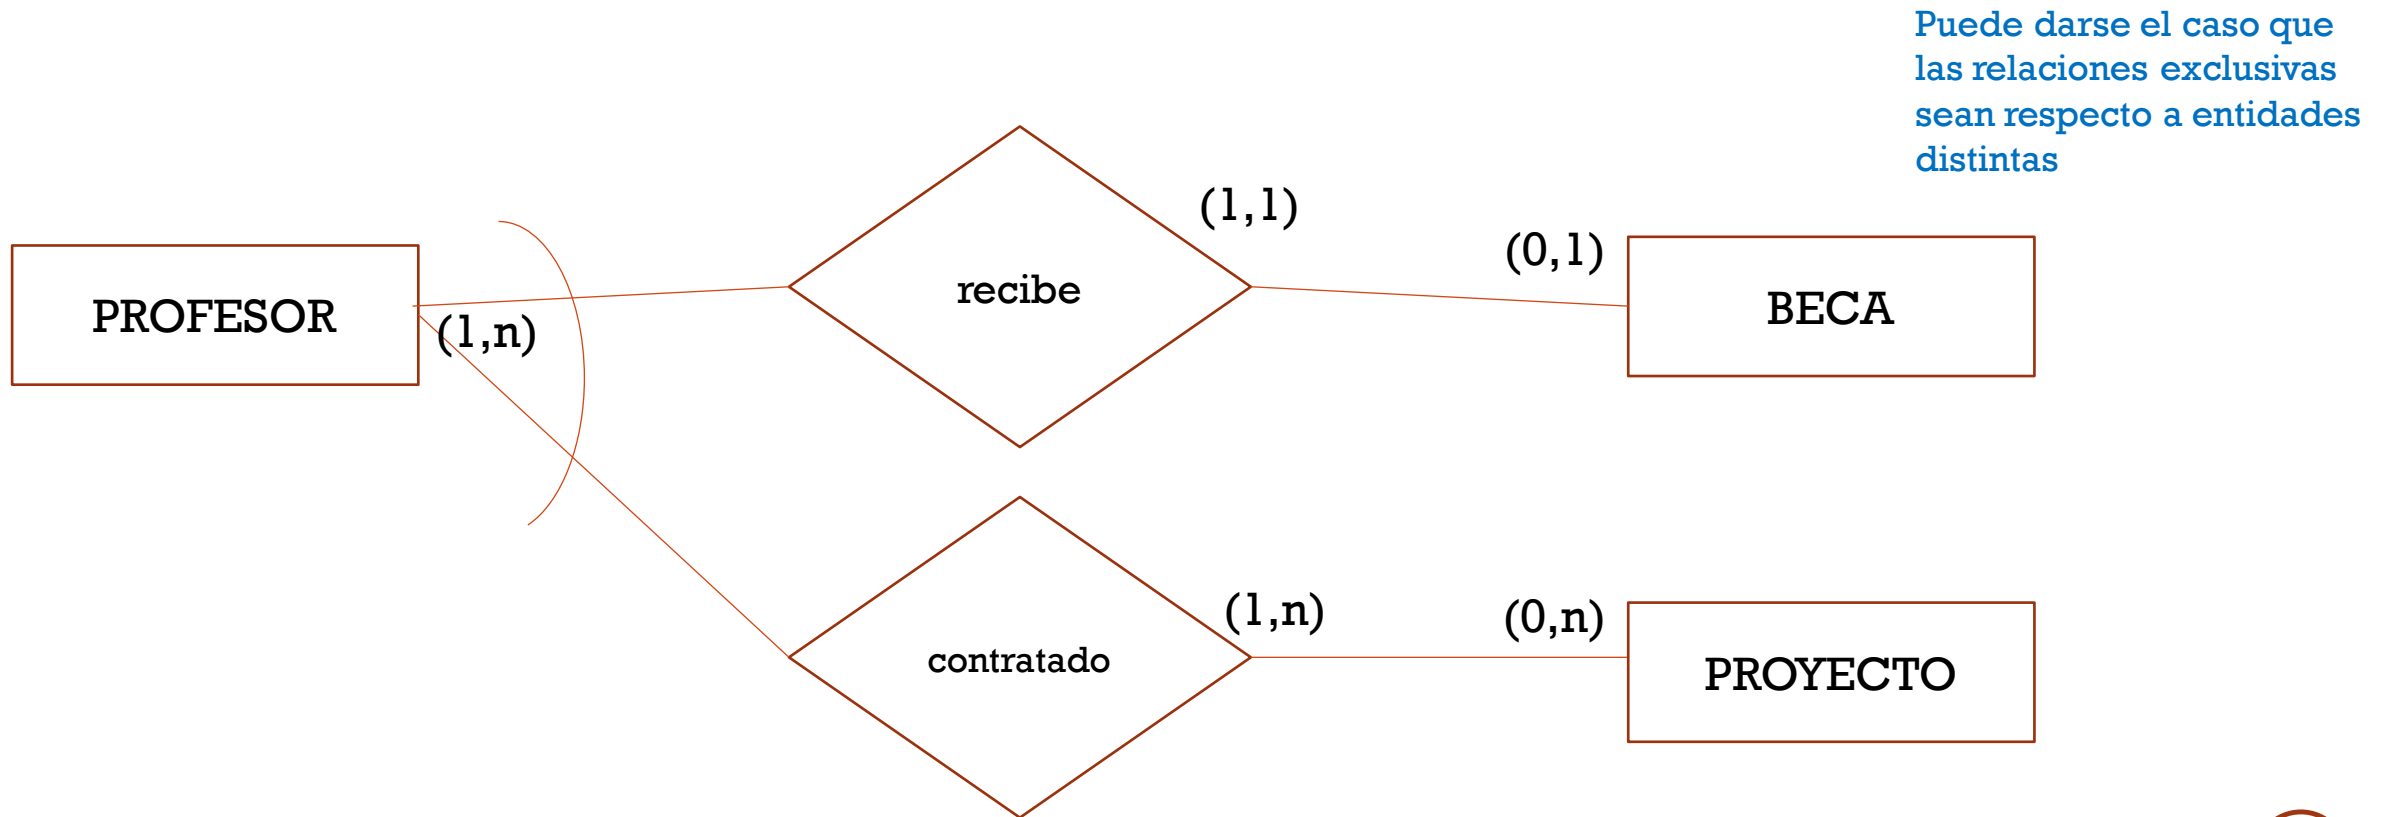 Puede darse el caso que
las relaciones exclusivas
sean respecto a entidades
distintas
(1,1)
(0,1)
PROFESOR
(1,n)
recibe
BECA
(1,n)
(0,n)
contratado
PROYECTO